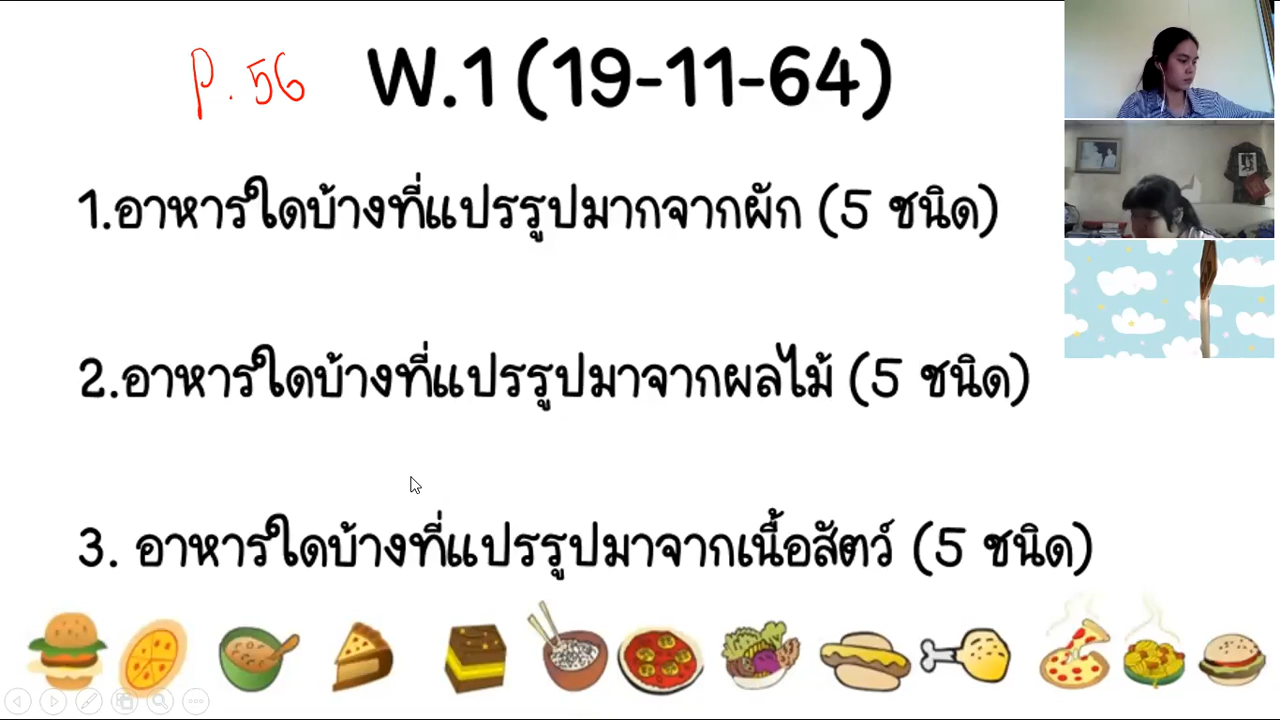 P. 56 พ.1 (19-11-64)
1.อาหารใดบ้างที่แปรรูปมากจากผัก (5 ชนิด)
2.อาหารใดบ้างที่แปรรูปมาจากผลไม้ (5 ชนิด)
3. อาหารใดบ้างที่แปรรูปมาจากเนื้อสัตว์ (5 ชนิด)